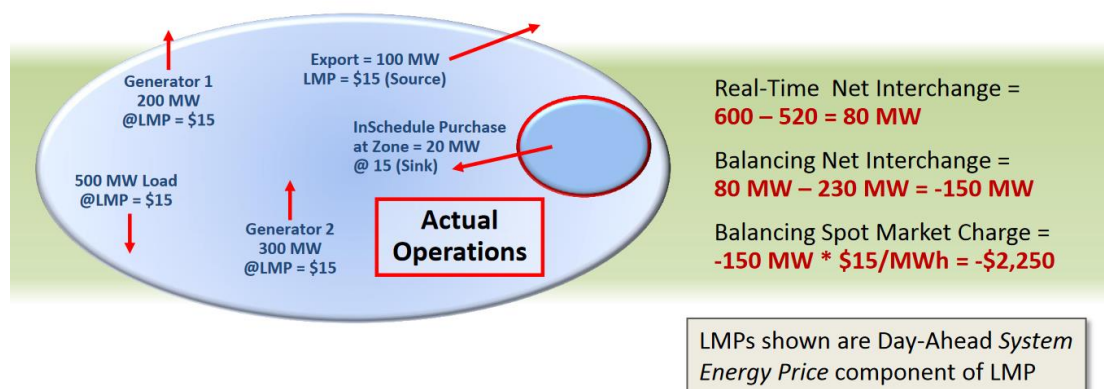 Generator 1
200 MW
@LMP = $15
Export = 100 MW
LMP = $15 (Source)
InSchedule Purchase
at Zone = 20 MW
@ 15 (Sink)
500 MW Load
@LMP = $15
Generator 2
300 MW
@LMP = $15
Actual
Operations
Real-Time  Net Interchange =
600 – 520 = 80 MW
Balancing Net Interchange =
80 MW – 230 MW = -150 MW
Balancing Spot Market Charge =
-150 MW * $15/MWh = -$2,250
LMPs shown are Day-Ahead System
Energy Price component of LMP